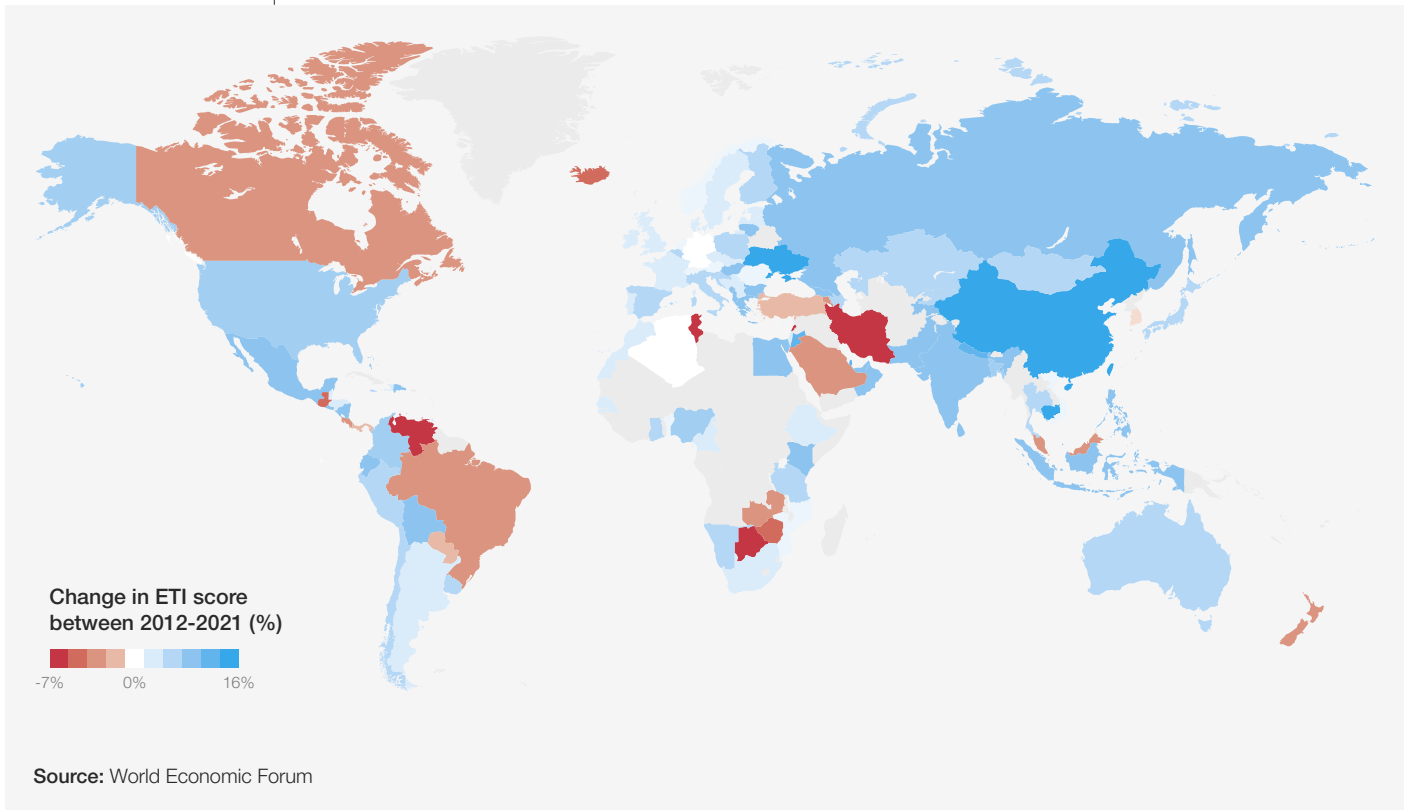 Change in ETI score
between 2012-2021 (%)
-7%
0%
16%
Source: World Economic Forum